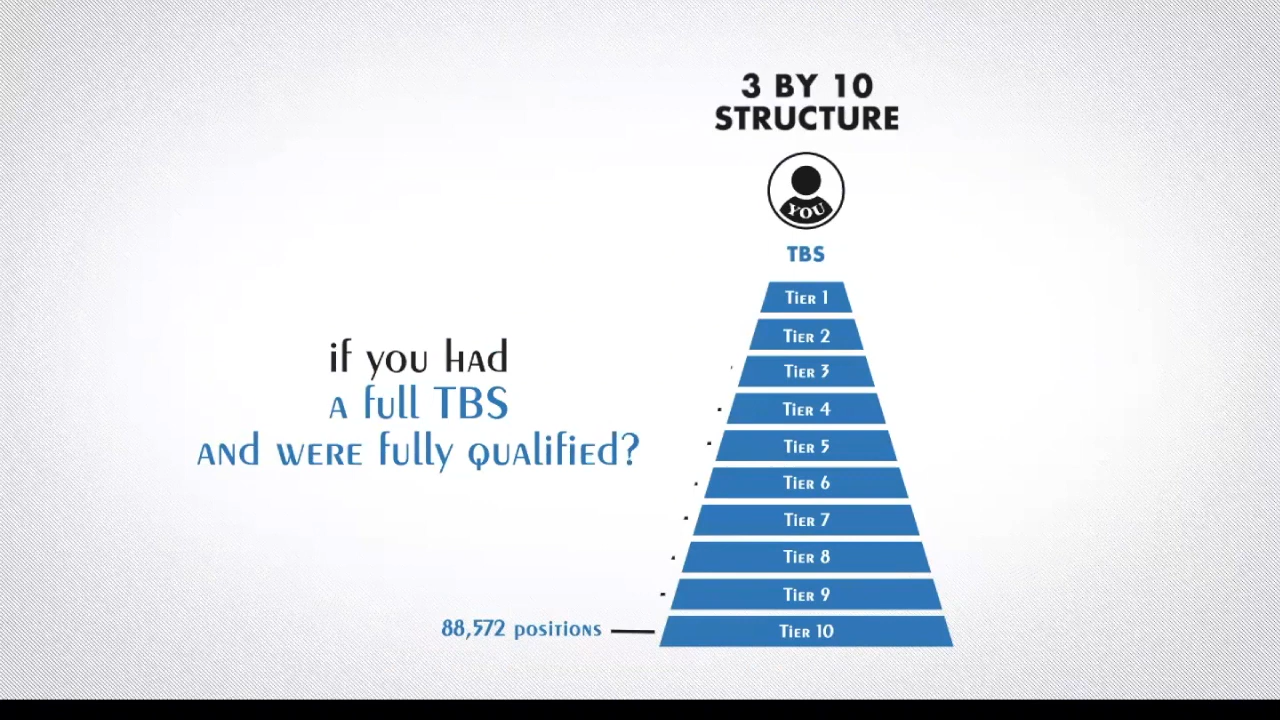 3 BY 10
STRUCTURE
YOU
TBS
Tier 1
Tier 2
Tier 3
Tier 4
Tier 5
Tier 6
Tier 7
Tier 8
Tier 9
Tier 10
if you had
a full TBS
and were fully qualified?
88,572 positions